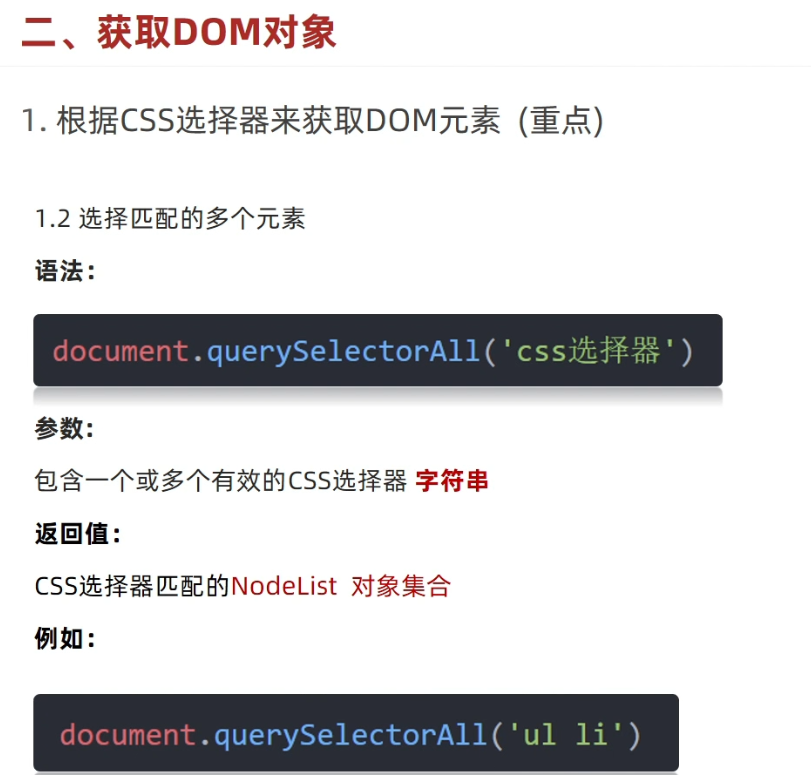 二、获取DOM对象
1. 根据CSS选择器来获取DOM元素 (重点)
1.2 选择匹配的多个元素
语法：
document.querySelectorAll('css选择器')
参数：
包含一个或多个有效的CSS选择器 字符串
返回值：
CSS选择器匹配的NodeList 对象集合
例如：
document.querySelectorAll('ul li')